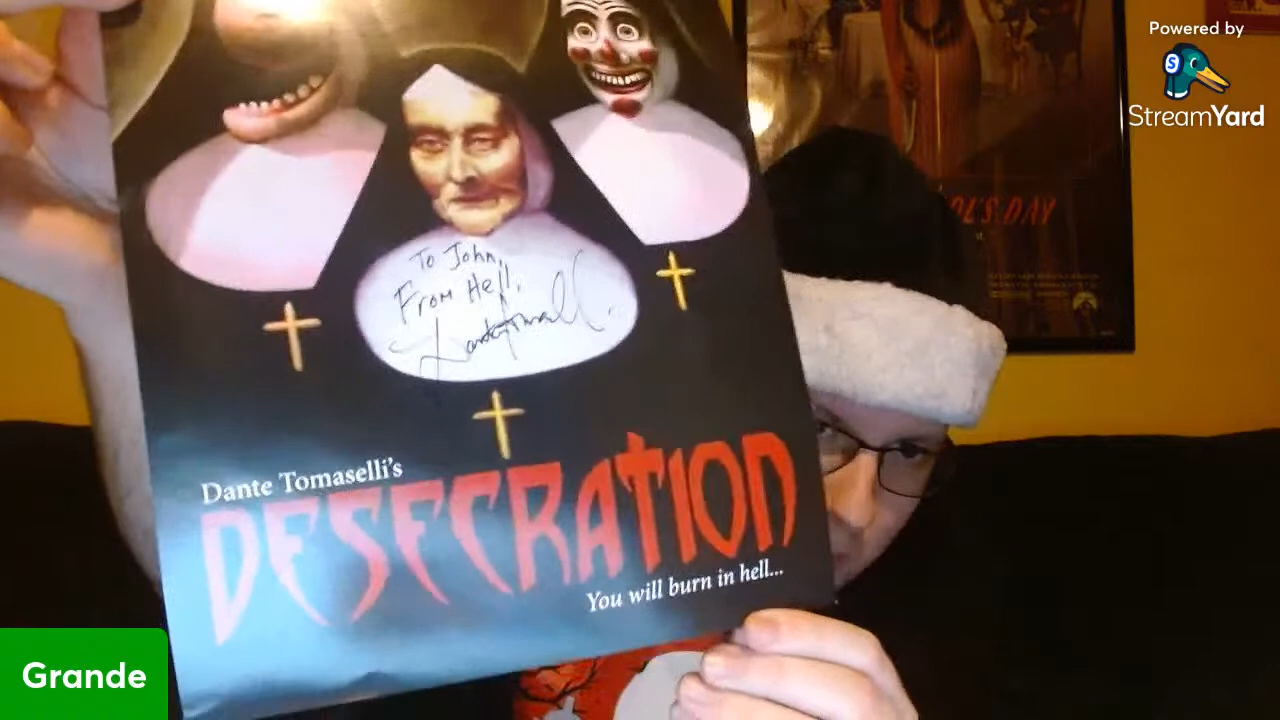 Powered by
StreamYard
To John,
From Hell,
Dante Tomaselli's
DESECRATION
You will burn in hell...
Grande